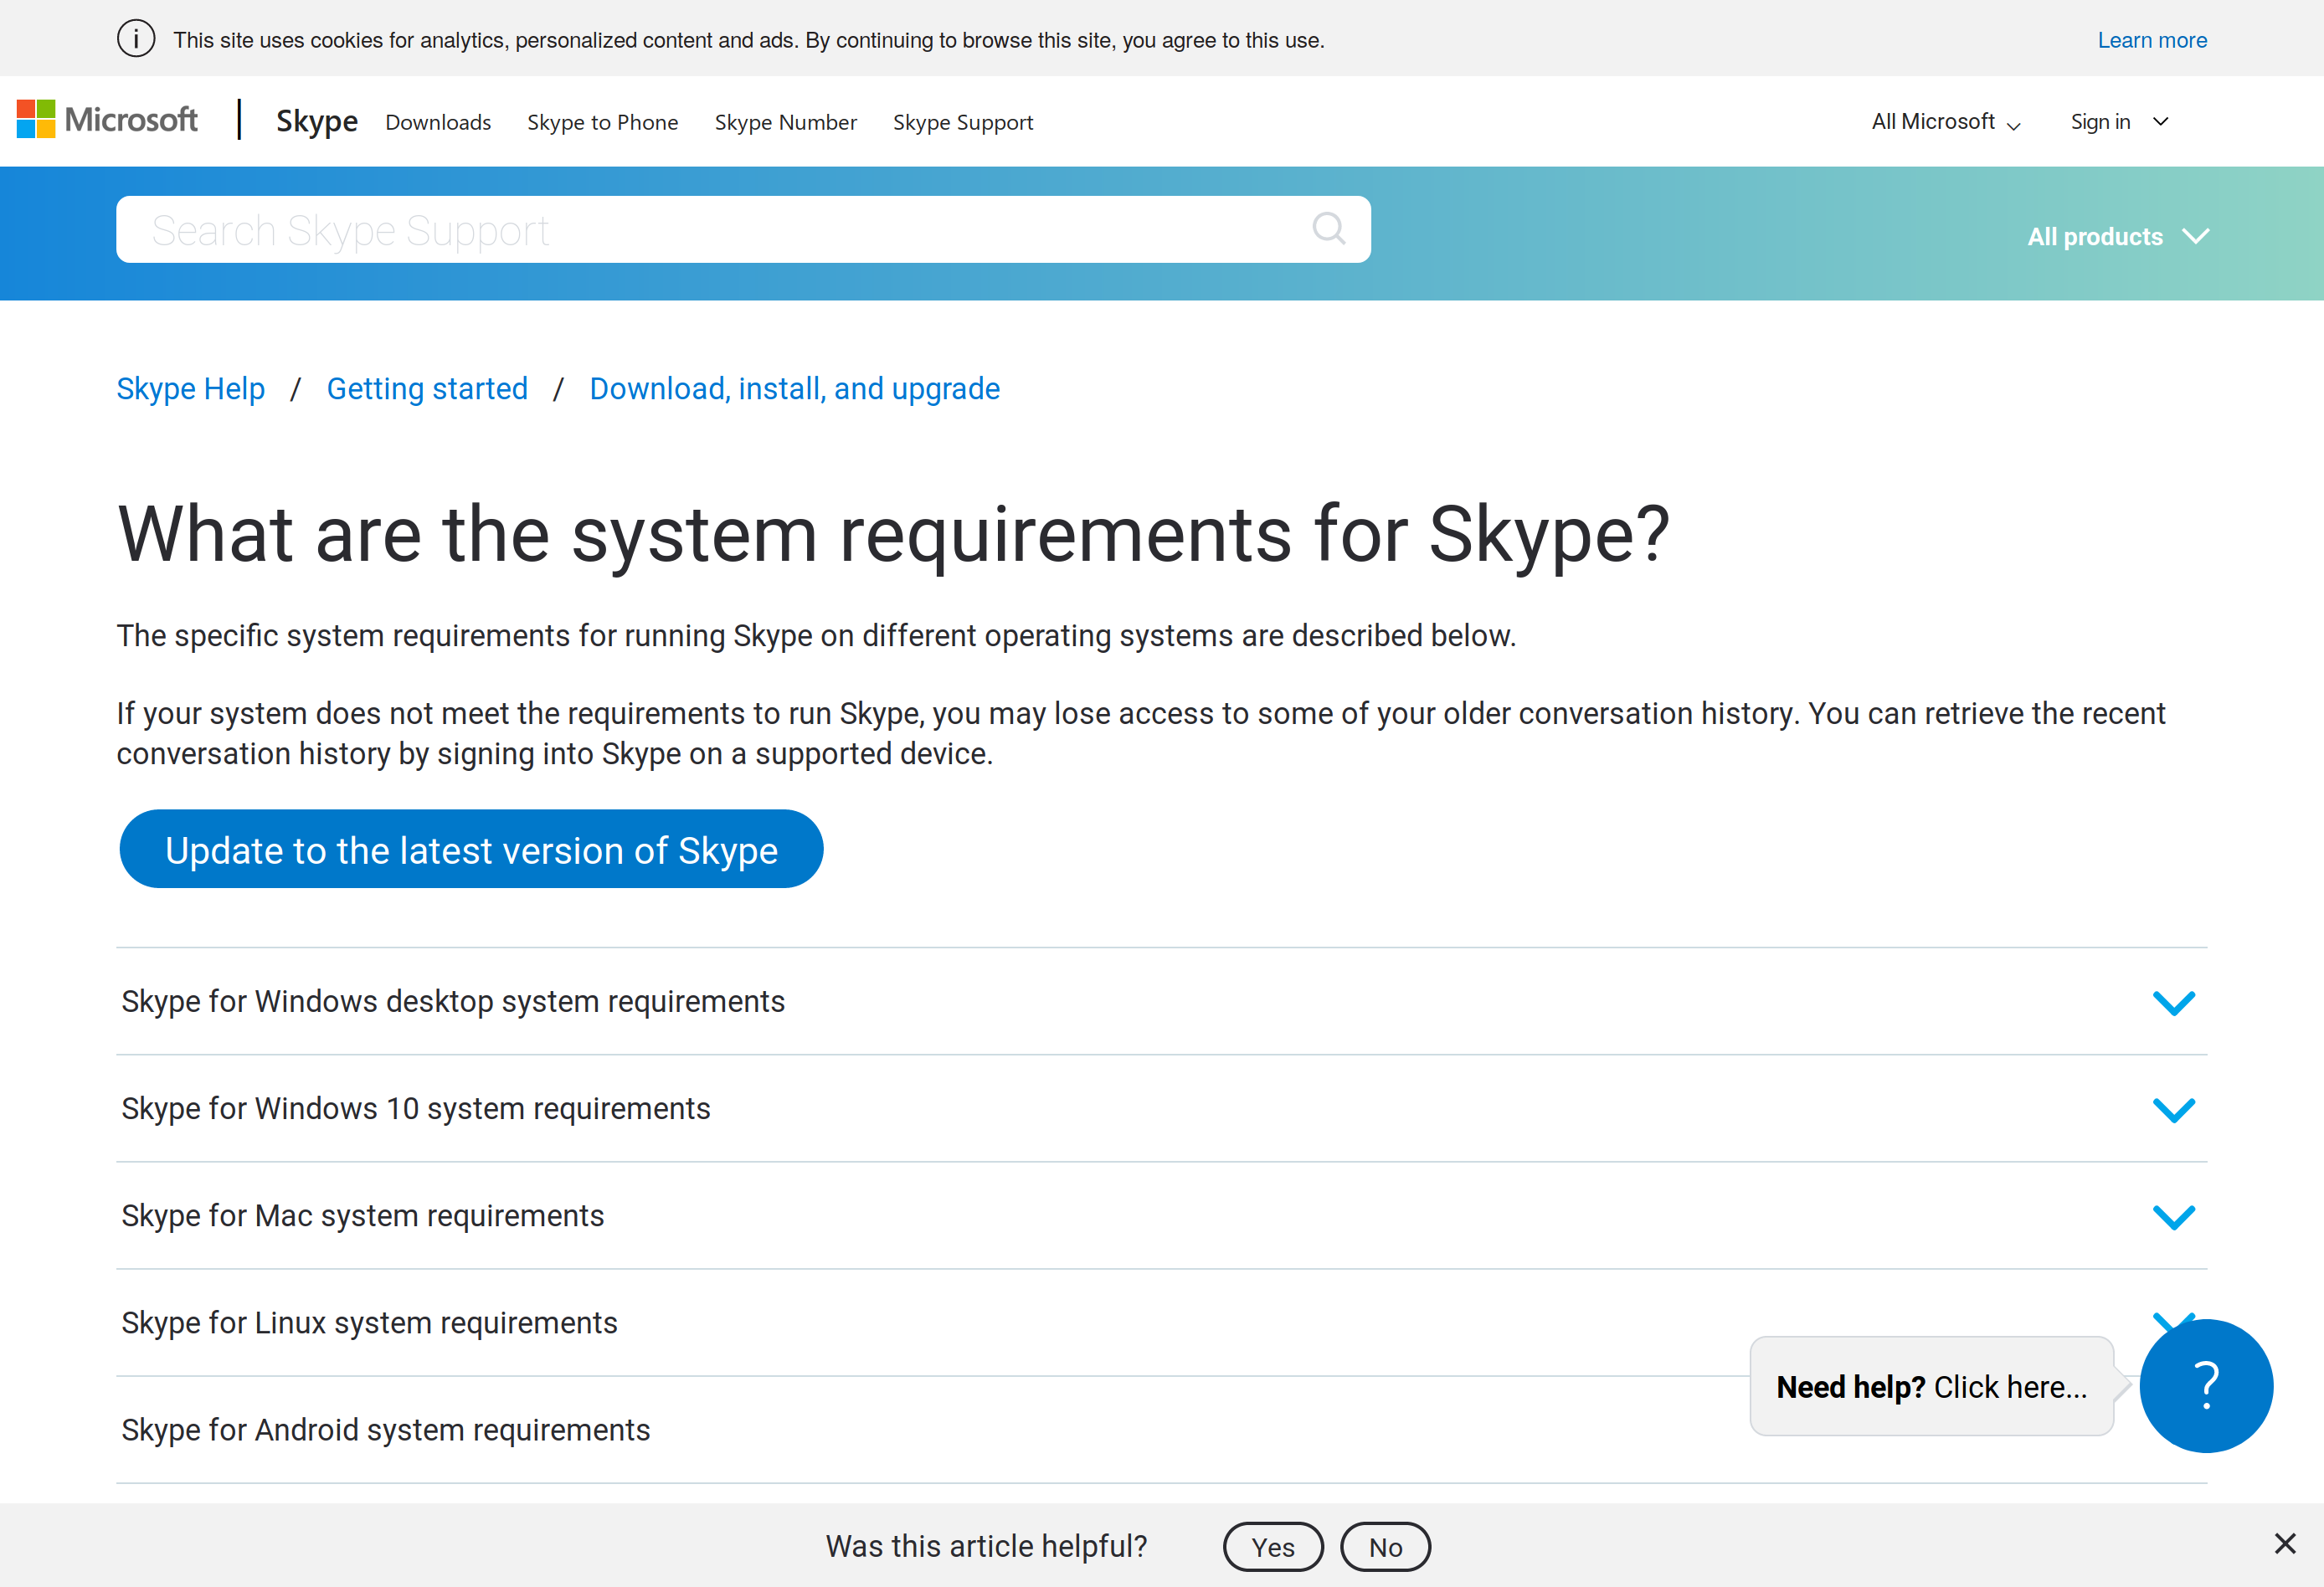 This site uses cookies for analytics, personalized content and ads. By continuing to browse this site, you agree to this use.
Learn more
Microsoft
Skype
Downloads
Skype to Phone
Skype Number
Skype Support
All Microsoft
Sign in
Search Skype Support
All products
Skype Help / Getting started / Download, install, and upgrade
What are the system requirements for Skype?
The specific system requirements for running Skype on different operating systems are described below.
If your system does not meet the requirements to run Skype, you may lose access to some of your older conversation history. You can retrieve the recent
conversation history by signing into Skype on a supported device.
Update to the latest version of Skype
Skype for Windows desktop system requirements
Skype for Windows 10 system requirements
Skype for Mac system requirements
Skype for Linux system requirements
Need help? Click here...
?
Skype for Android system requirements
Was this article helpful?
Yes
No